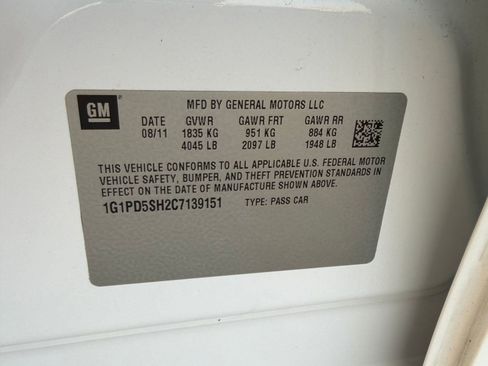 GM
MFD BY GENERAL MOTORS LLC
DATE GVWR GAWR FRT GAWR RR
08/11 1835 KG 951 KG 884 KG
4045 LB 2097 LB 1948 LB
THIS VEHICLE CONFORMS TO ALL APPLICABLE U.S. FEDERAL MOTOR
VEHICLE SAFETY, BUMPER, AND THEFT PREVENTION STANDARDS IN
EFFECT ON THE DATE OF MANUFACTURE SHOWN ABOVE.
1G1PD5SH2C7139151 TYPE: PASS CAR